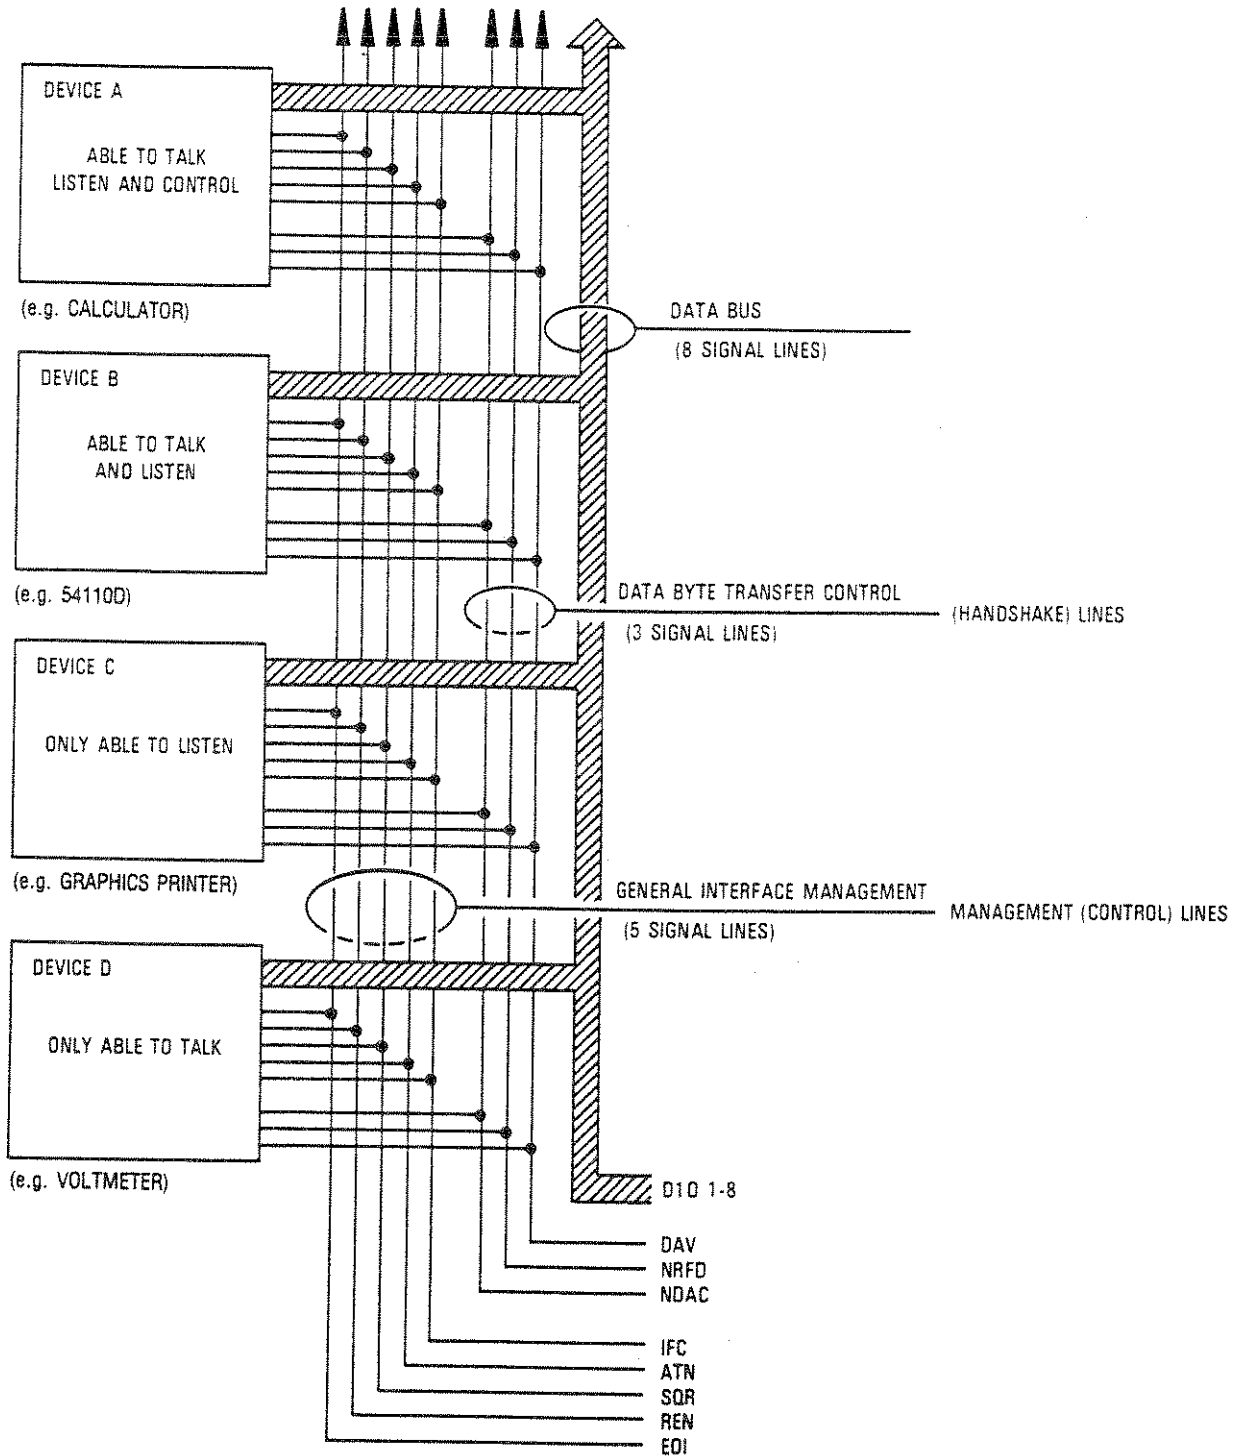 DEVICE A
ABLE TO TALK
LISTEN AND CONTROL
(e.g. CALCULATOR)
DATA BUS
(8 SIGNAL LINES)
DEVICE B
ABLE TO TALK
AND LISTEN
(e.g. 54110D)
DATA BYTE TRANSFER CONTROL
(HANDSHAKE) LINES
(3 SIGNAL LINES)
DEVICE C
ONLY ABLE TO LISTEN
(e.g. GRAPHICS PRINTER)
GENERAL INTERFACE MANAGEMENT
MANAGEMENT (CONTROL) LINES
(5 SIGNAL LINES)
DEVICE D
ONLY ABLE TO TALK
(e.g. VOLTMETER)
D10 1-8
DAV
NRFD
NDAC
IFC
ATN
SQR
REN
EOI